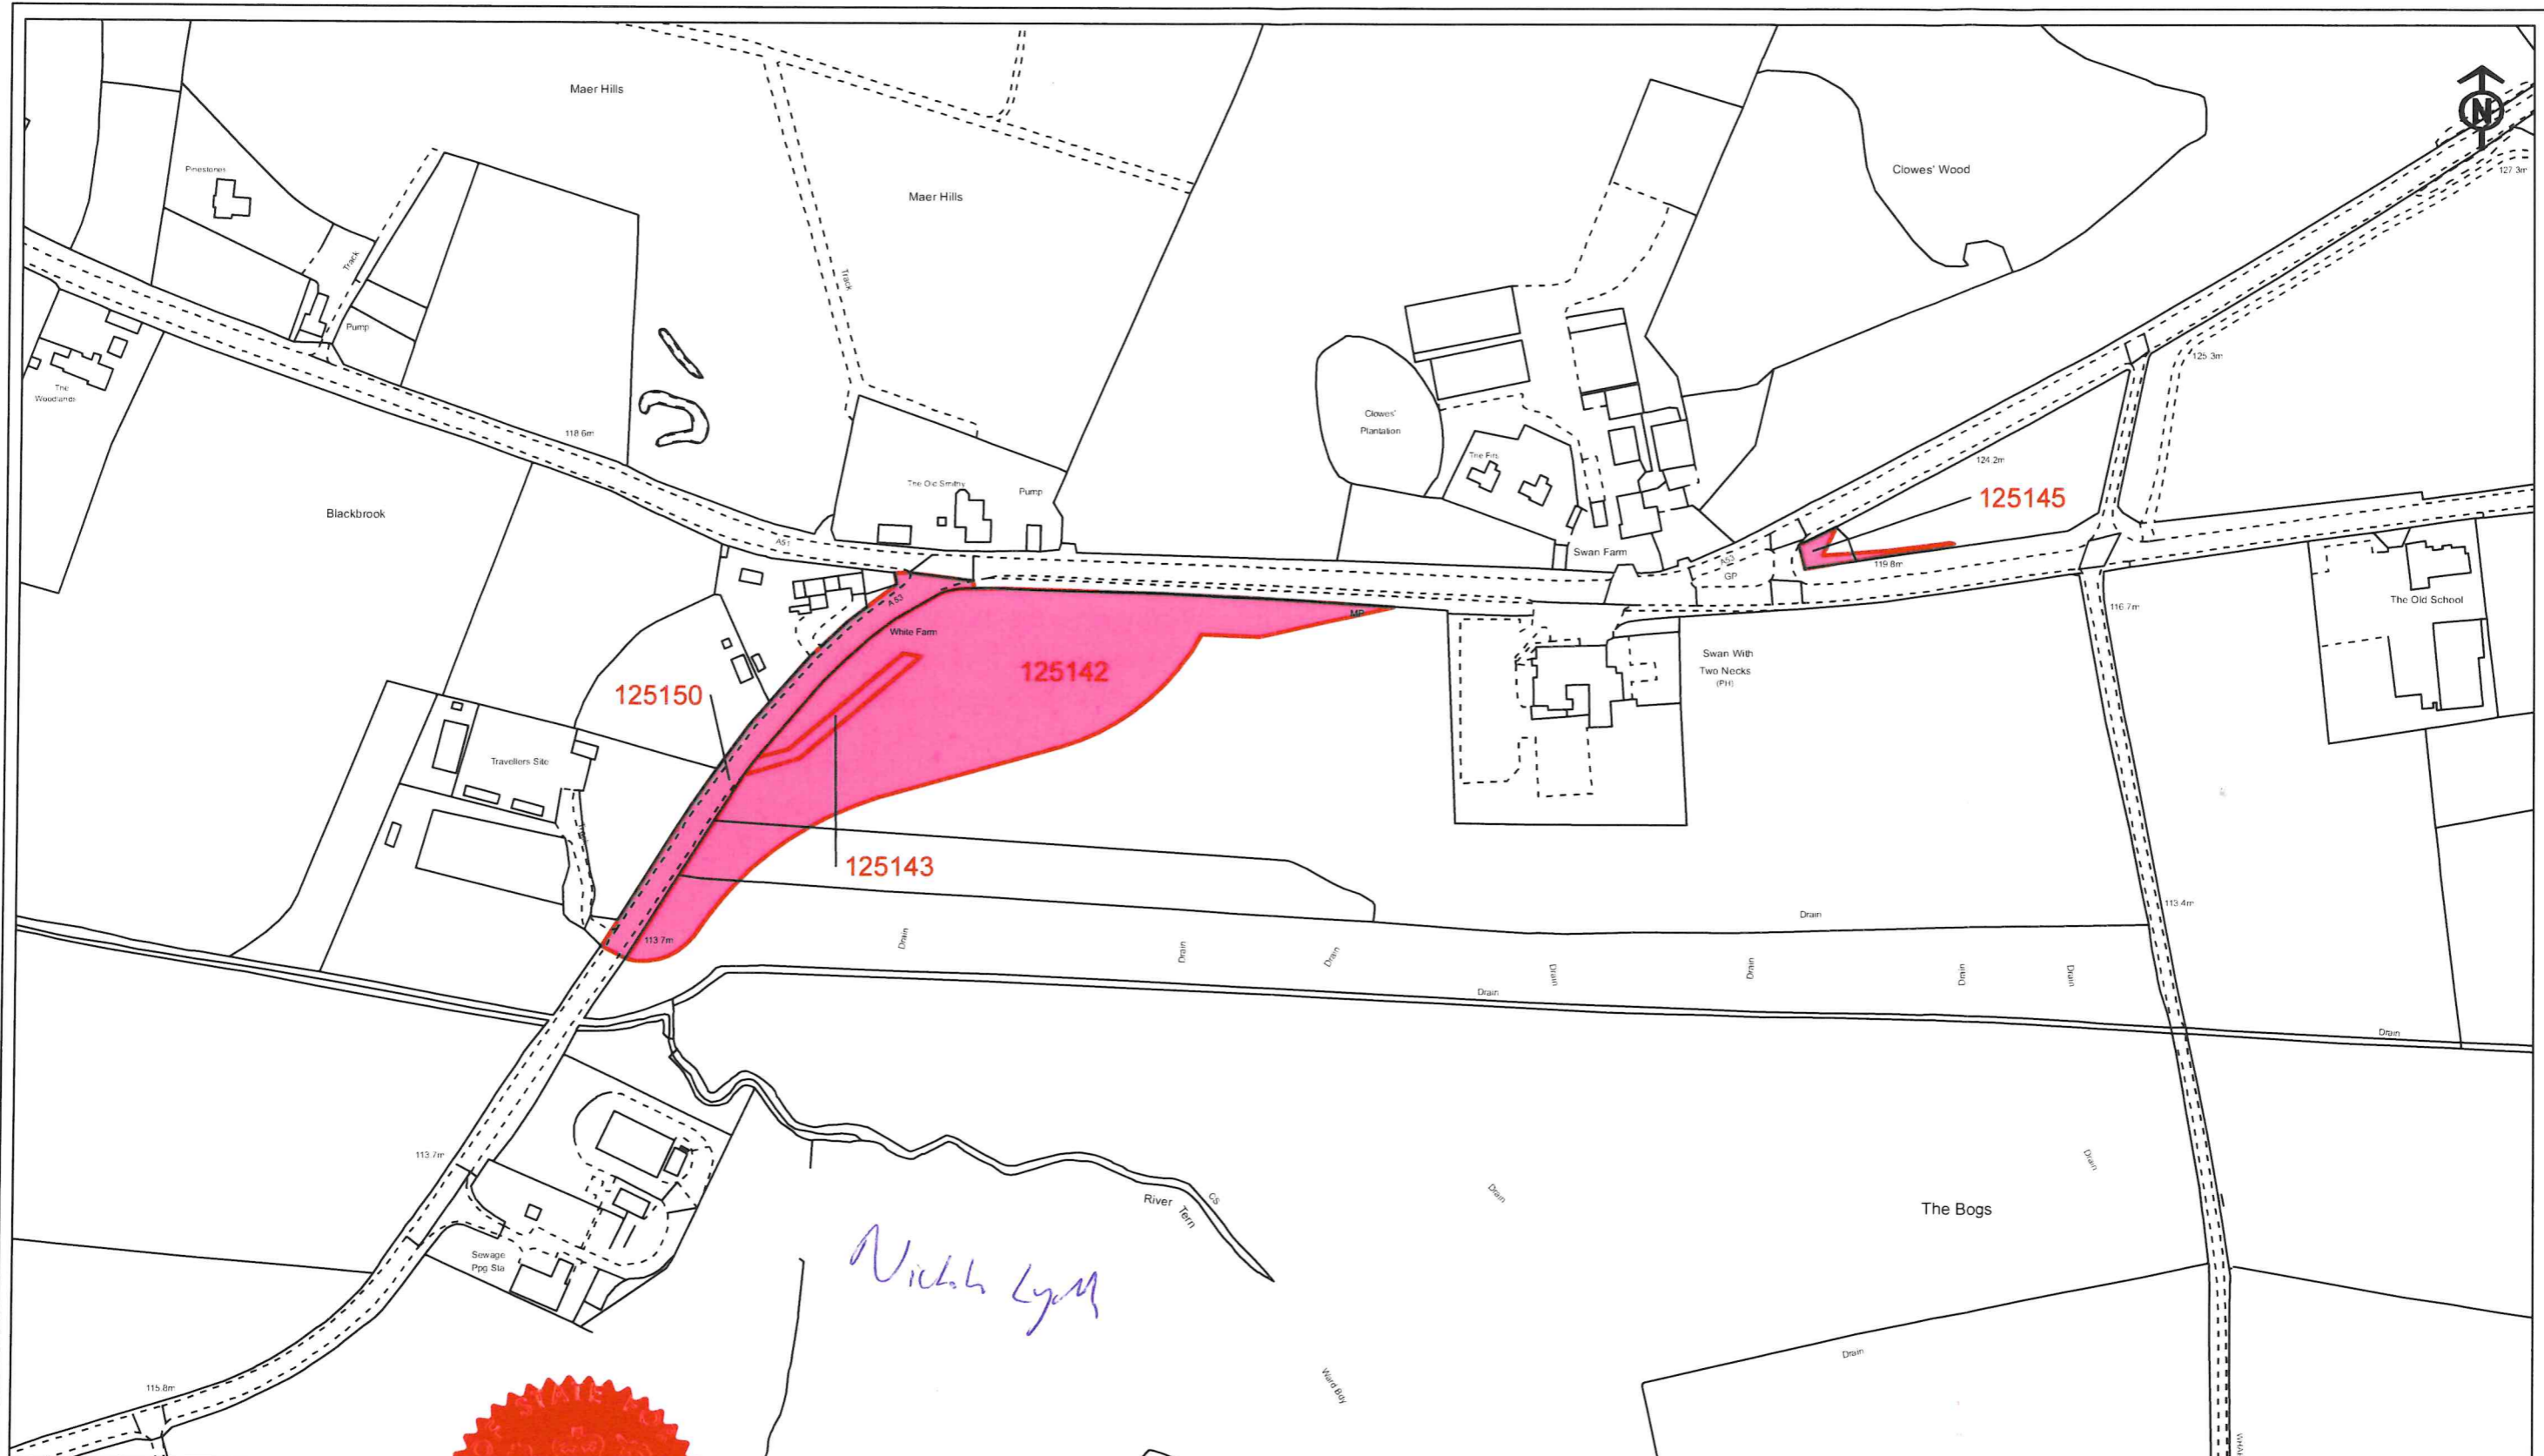 Maer Hills
N
Pinestones
Clowes' Wood
127.3m
Maer Hills
Track
Track
Pump
125.3m
The
Woodlands
118.6m
Clowes'
Plantation
The Firs
124.2m
The Old Smithy
Pump
125145
Blackbrook
A51
Swan Farm
A53
GP
119.8m
A53
MP
116.7m
The Old School
White Farm
Swan With
Two Necks
(PH)
125142
125150
Travellers Site
Track
125143
113.7m
113.4m
Drain
Drain
Drain
Drain
Drain
Drain
Drain
Drain
Drain
Drain
113.7m
Drain
River Tern
CS
Drain
The Bogs
Sewage
Ppg Sta
Drain
Ward Bdy
115.8m